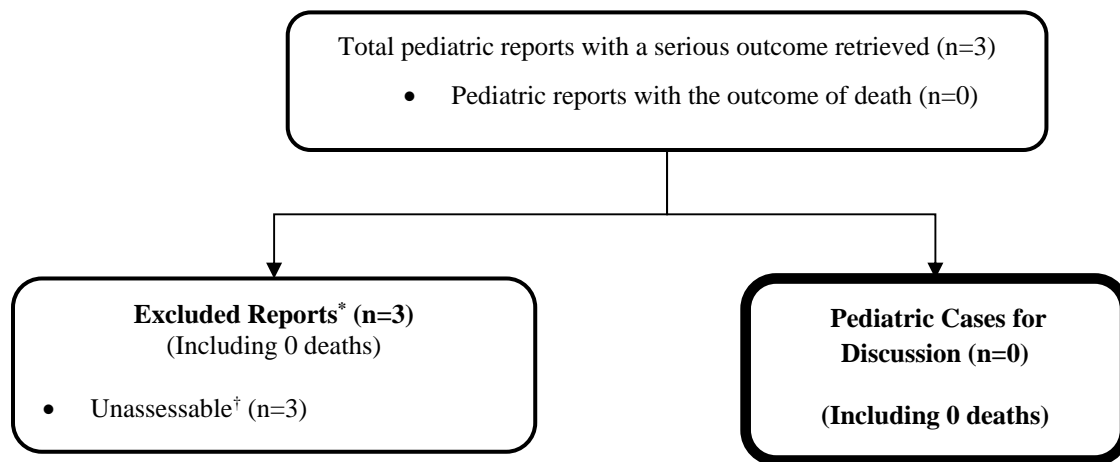 Total pediatric reports with a serious outcome retrieved (n=3)
• Pediatric reports with the outcome of death (n=0)
Excluded Reports* (n=3)
(Including 0 deaths)
• Unassessable† (n=3)
Pediatric Cases for
Discussion (n=0)
(Including 0 deaths)